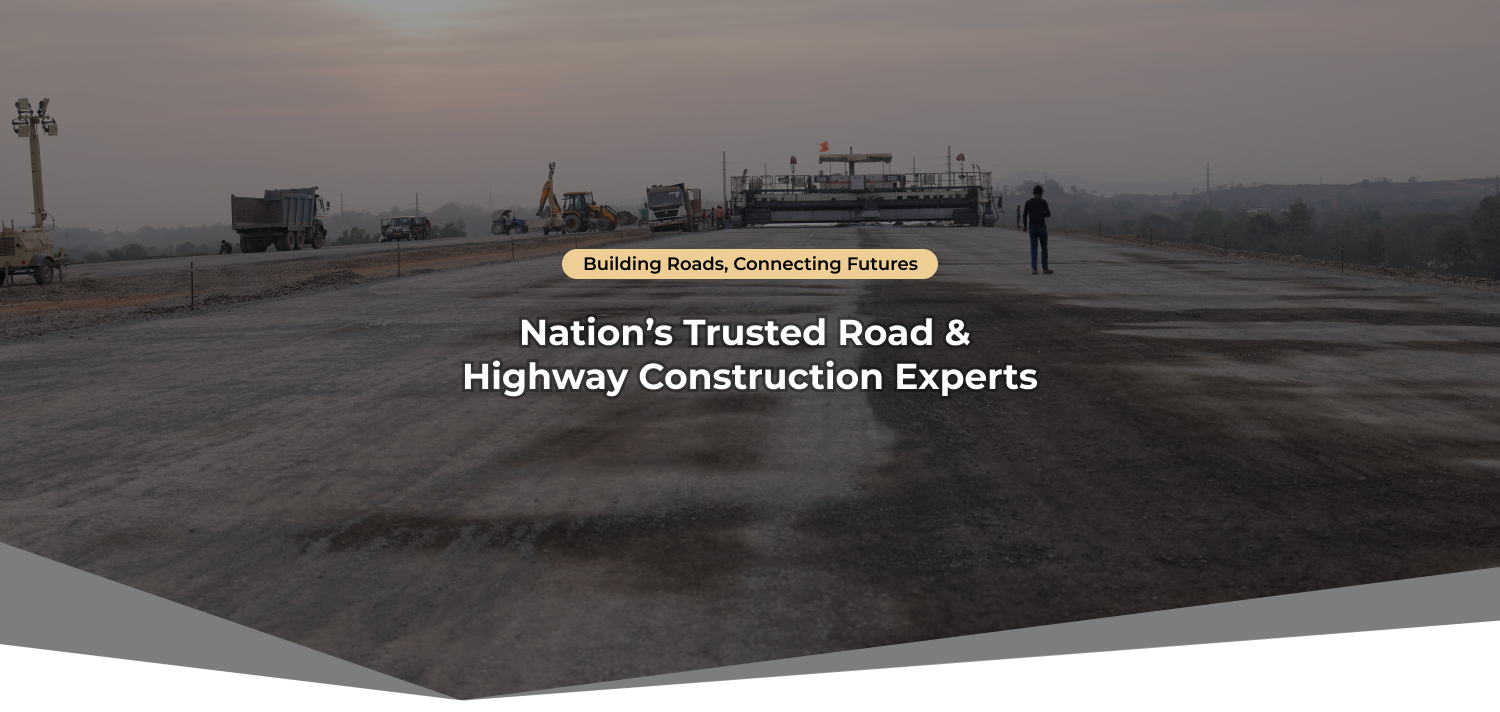 Building Roads, Connecting Futures
Nation’s Trusted Road &
Highway Construction Experts